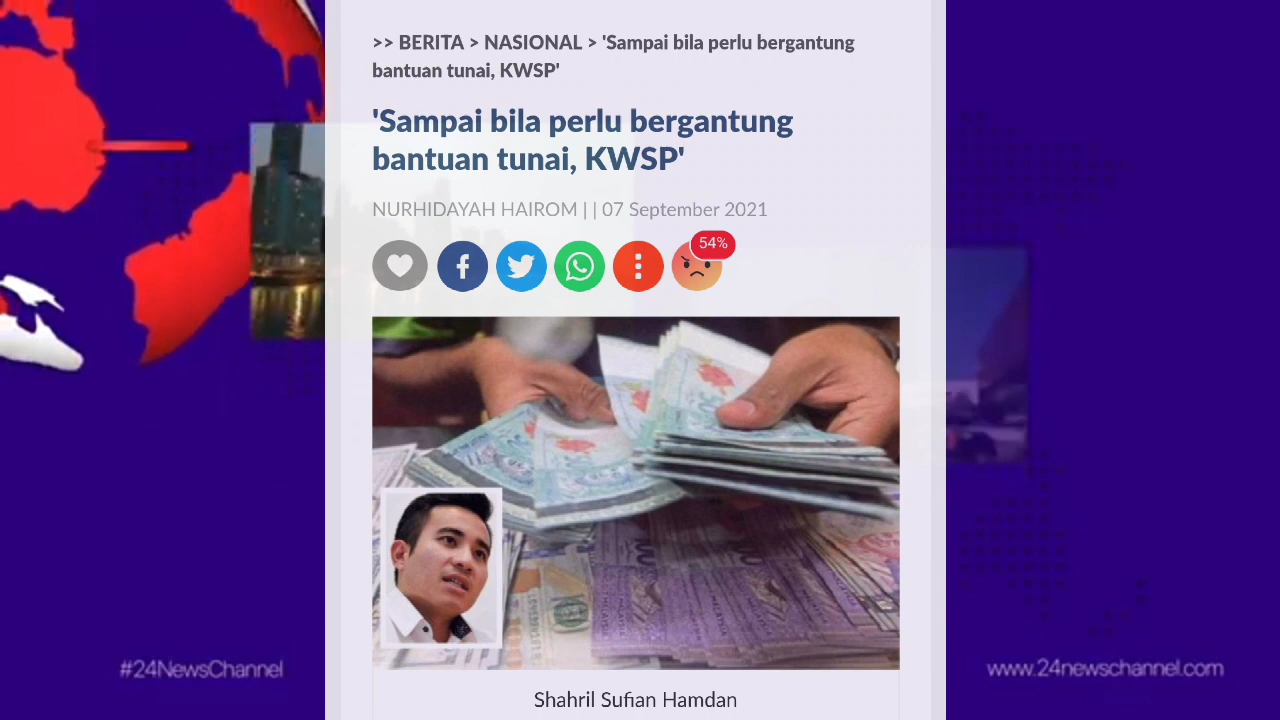 >> BERITA > NASIONAL > 'Sampai bila perlu bergantung
bantuan tunai, KWSP'
'Sampai bila perlu bergantung
bantuan tunai, KWSP'
NURHIDAYAH HAIROM | | 07 September 2021
54%
Shahril Sufian Hamdan
#24NewsChannel
www.24newschannel.com